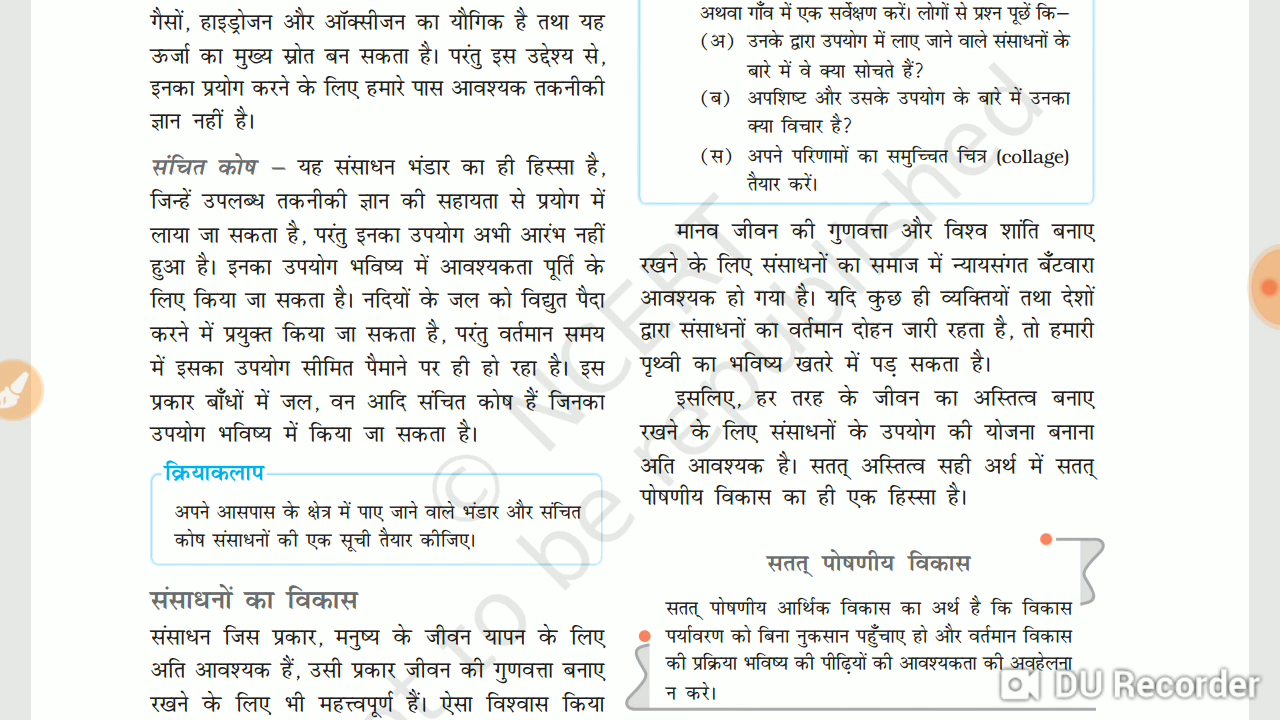 गैसों, हाइड्रोजन और ऑक्सीजन का यौगिक है तथा यह
ऊर्जा का मुख्य स्रोत बन सकता है। परंतु इस उद्देश्य से,
इनका प्रयोग करने के लिए हमारे पास आवश्यक तकनीकी
ज्ञान नहीं है।
संचित कोष – यह संसाधन भंडार का ही हिस्सा है,
जिन्हें उपलब्ध तकनीकी ज्ञान की सहायता से प्रयोग में
लाया जा सकता है, परंतु इनका उपयोग अभी आरंभ नहीं
हुआ है। इनका उपयोग भविष्य में आवश्यकता पूर्ति के
लिए किया जा सकता है। नदियों के जल को विद्युत पैदा
करने में प्रयुक्त किया जा सकता है, परंतु वर्तमान समय
में इसका उपयोग सीमित पैमाने पर ही हो रहा है। इस
प्रकार बाँधों में जल, वन आदि संचित कोष हैं जिनका
उपयोग भविष्य में किया जा सकता है।
क्रियाकलाप
अपने आसपास के क्षेत्र में पाए जाने वाले भंडार और संचित
कोष संसाधनों की एक सूची तैयार कीजिए।
संसाधनों का विकास
संसाधन जिस प्रकार, मनुष्य के जीवन यापन के लिए
अति आवश्यक हैं, उसी प्रकार जीवन की गुणवत्ता बनाए
रखने के लिए भी महत्त्वपूर्ण हैं। ऐसा विश्वास किया
अथवा गाँव में एक सर्वेक्षण करें। लोगों से प्रश्न पूछें कि–
(अ) उनके द्वारा उपयोग में लाए जाने वाले संसाधनों के
बारे में वे क्या सोचते हैं?
(ब) अपशिष्ट और उसके उपयोग के बारे में उनका
क्या विचार है?
(स) अपने परिणामों का समुच्चित चित्र (collage)
तैयार करें।
मानव जीवन की गुणवत्ता और विश्व शांति बनाए
रखने के लिए संसाधनों का समाज में न्यायसंगत बँटवारा
आवश्यक हो गया है। यदि कुछ ही व्यक्तियों तथा देशों
द्वारा संसाधनों का वर्तमान दोहन जारी रहता है, तो हमारी
पृथ्वी का भविष्य खतरे में पड़ सकता है।
इसलिए, हर तरह के जीवन का अस्तित्व बनाए
रखने के लिए संसाधनों के उपयोग की योजना बनाना
अति आवश्यक है। सतत् अस्तित्व सही अर्थ में सतत्
पोषणीय विकास का ही एक हिस्सा है।
सतत् पोषणीय विकास
सतत् पोषणीय आर्थिक विकास का अर्थ है कि विकास
पर्यावरण को बिना नुकसान पहुँचाए हो और वर्तमान विकास
की प्रक्रिया भविष्य की पीढ़ियों की आवश्यकता की अवहेलना
न करे।
© NCERT
not to be republished
DU Recorder